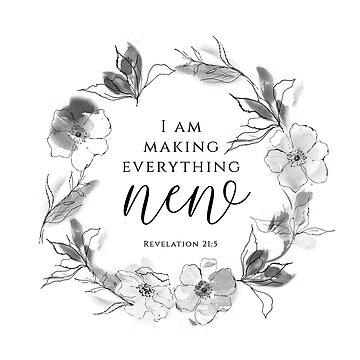 I am
making
everything
new
Revelation 21:5